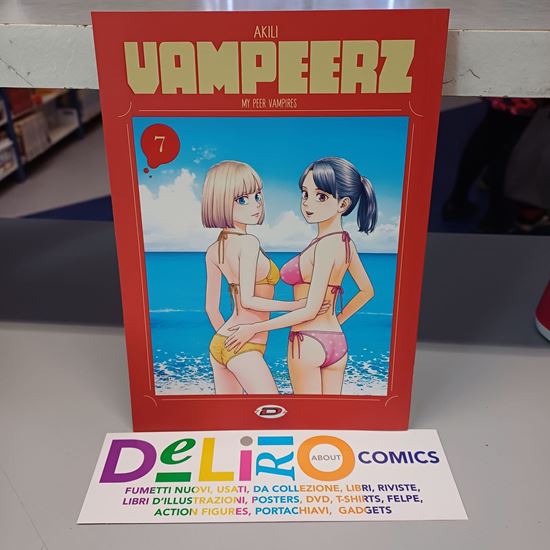 AKILI
VAMPEERZ
MY PEER VAMPIRES
7
D
DeLiRiO ABOUT COMICS
FUMETTI NUOVI, USATI, DA COLLEZIONE, LIBRI, RIVISTE,
LIBRI D'ILLUSTRAZIONI, POSTERS, DVD, T-SHIRTS, FELPE,
ACTION FIGURES, PORTACHIAVI, GADGETS